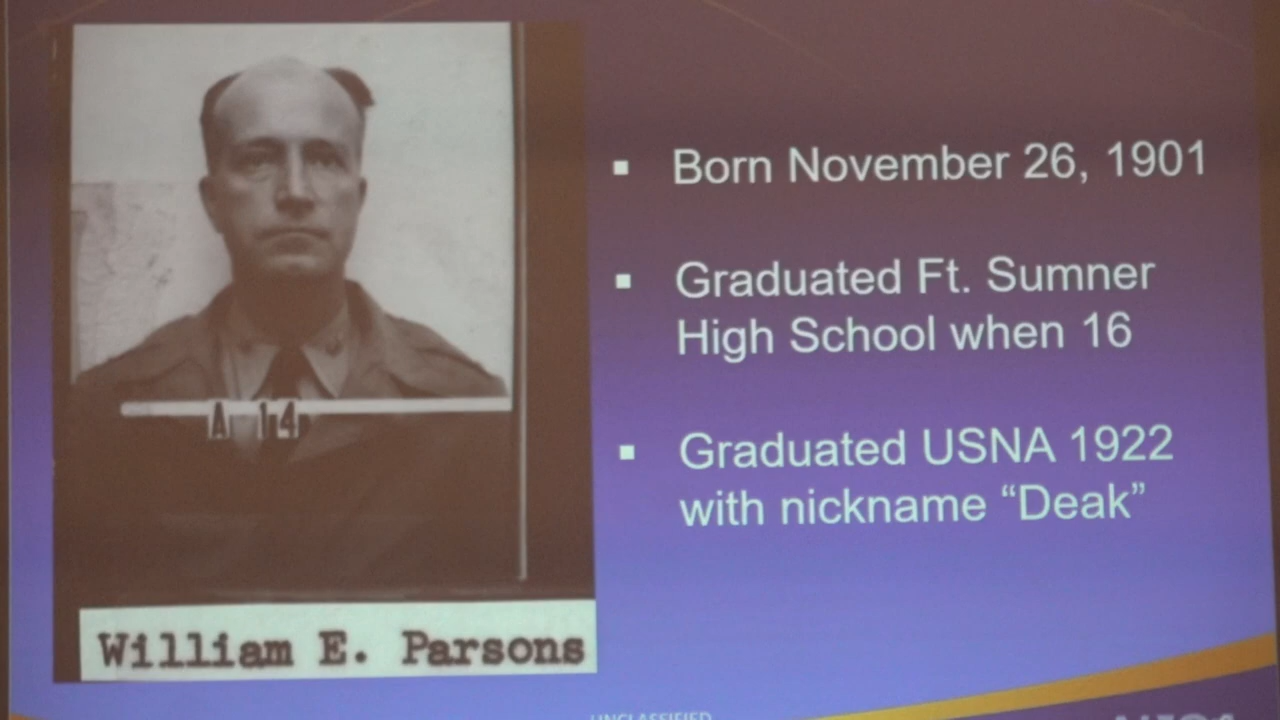 Born November 26, 1901
Graduated Ft. Sumner
High School when 16
Graduated USNA 1922
with nickname “Deak”
A 14
William E. Parsons
UNCLASSIFIED